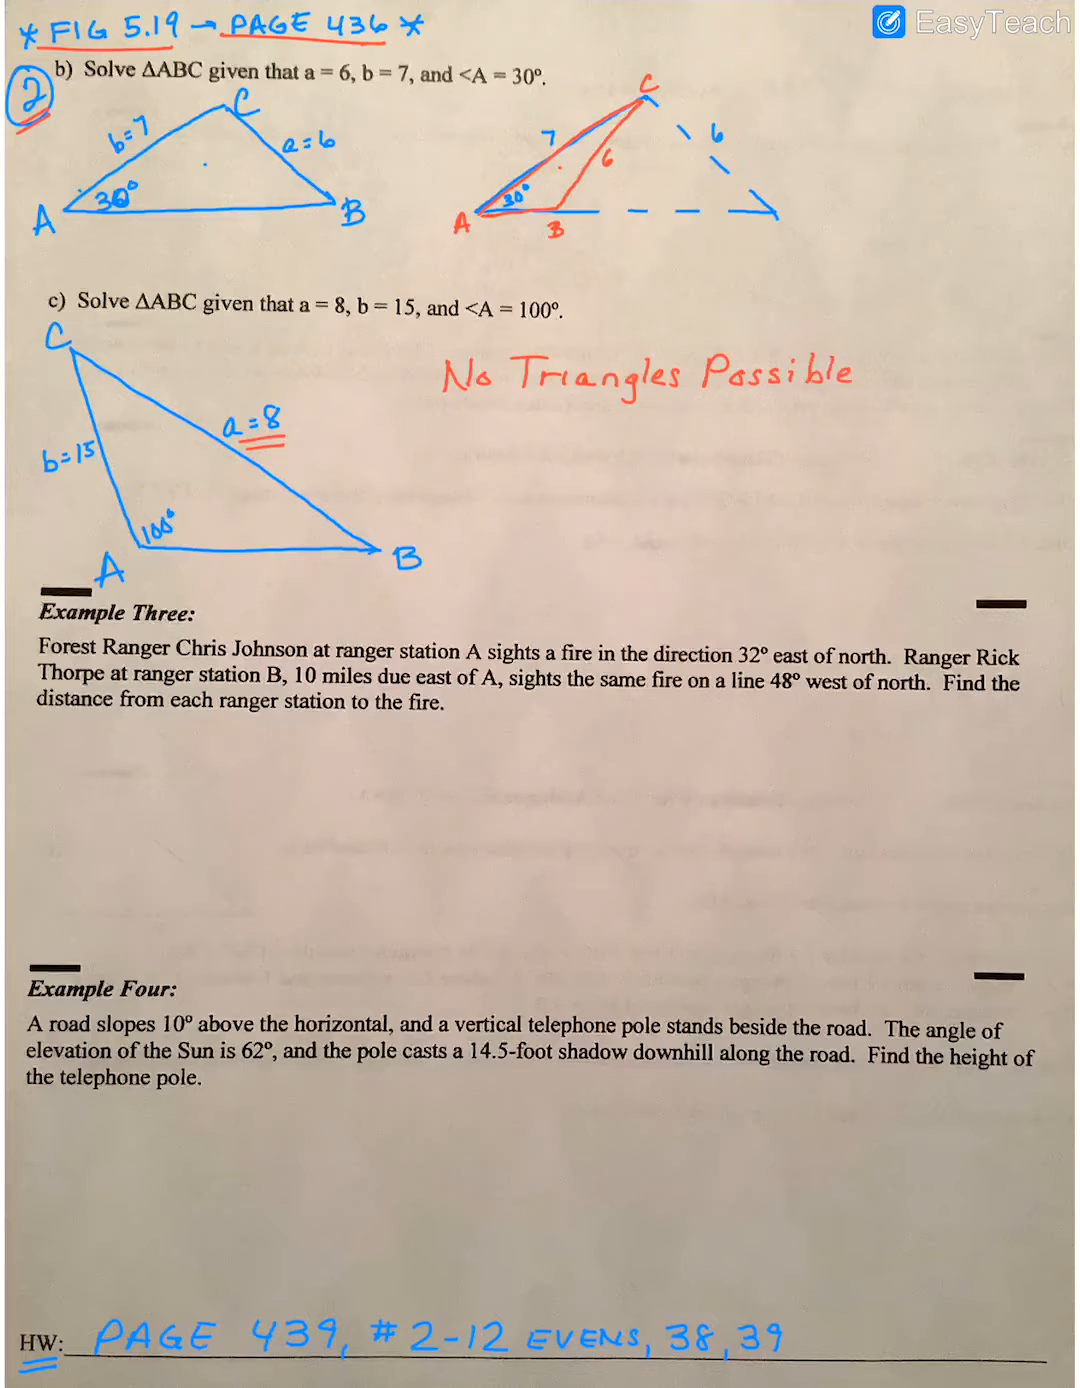 * FIG 5.19 → PAGE 436 *
EasyTeach
② b) Solve ΔABC given that a = 6, b = 7, and <A = 30º.
C
C
b=7
a=6
7
6
6
30°
30°
A
B
A
B
c) Solve ΔABC given that a = 8, b = 15, and <A = 100º.
C
No Triangles Possible
a=8
b=15
100°
A
B
Example Three:
Forest Ranger Chris Johnson at ranger station A sights a fire in the direction 32º east of north. Ranger Rick
Thorpe at ranger station B, 10 miles due east of A, sights the same fire on a line 48º west of north. Find the
distance from each ranger station to the fire.
Example Four:
A road slopes 10º above the horizontal, and a vertical telephone pole stands beside the road. The angle of
elevation of the Sun is 62º, and the pole casts a 14.5-foot shadow downhill along the road. Find the height of
the telephone pole.
HW: PAGE 439, # 2-12 EVENS, 38, 39